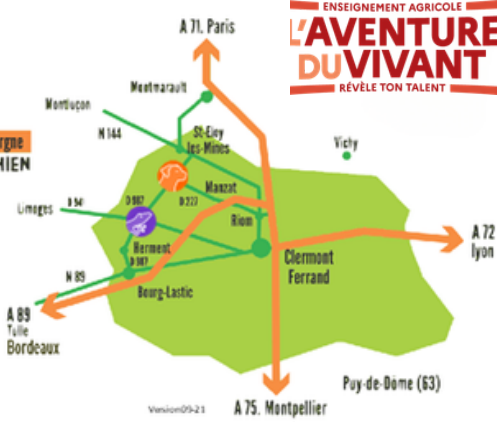 ENSEIGNEMENT AGRICOLE
L'AVENTURE
DU VIVANT
RÉVÈLE TON TALENT
A 71. Paris
Montmarault
Montluçon
N 144
St-Eloy
les-Mines
Vichy
Manzat
D 227
D 987
Limoges
D 941
Riom
Herment
D 987
Clermont
Ferrand
A 72
lyon
N 89
Bourg-Lastic
A 89
Tulle
Bordeaux
Puy-de-Dôme (63)
Version09-21
A 75. Montpellier